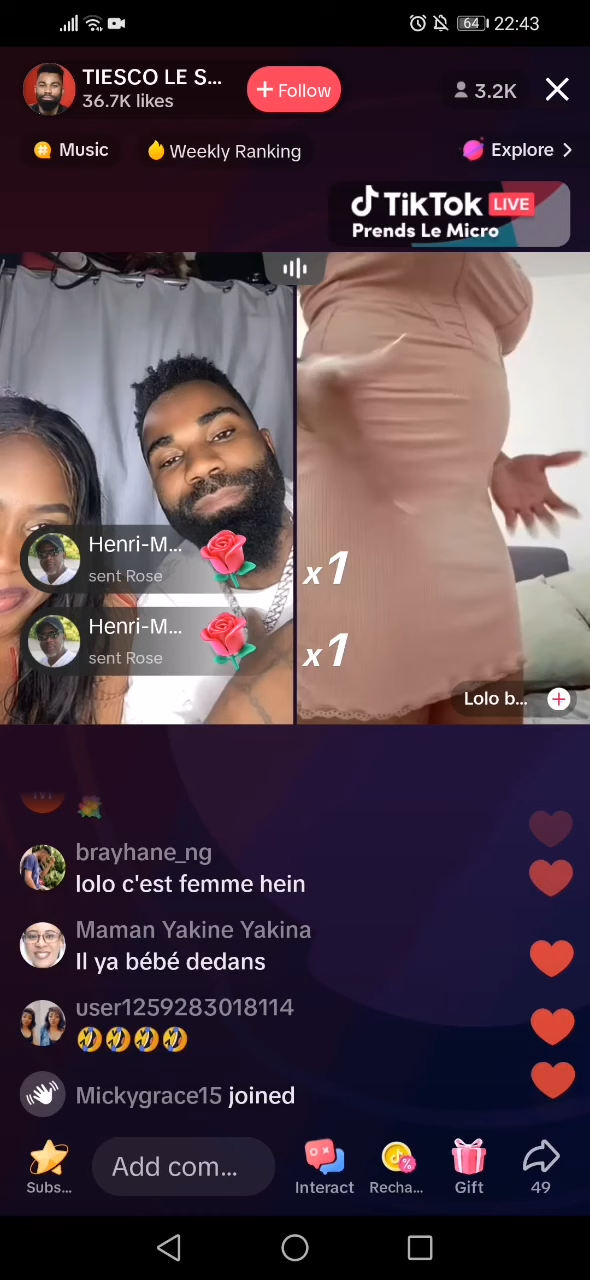 64 22:43
TIESCO LE S...
36.7K likes
+ Follow
3.2K
Music
Weekly Ranking
Explore
TikTok LIVE
Prends Le Micro
Henri-M...
sent Rose
x1
Henri-M...
sent Rose
x1
Lolo b...
brayhane_ng
lolo c'est femme hein
Maman Yakine Yakina
Il ya bébé dedans
user1259283018114
🤣🤣🤣🤣
Mickygrace15 joined
Subs...
Add com...
Interact
Recha...
Gift
49